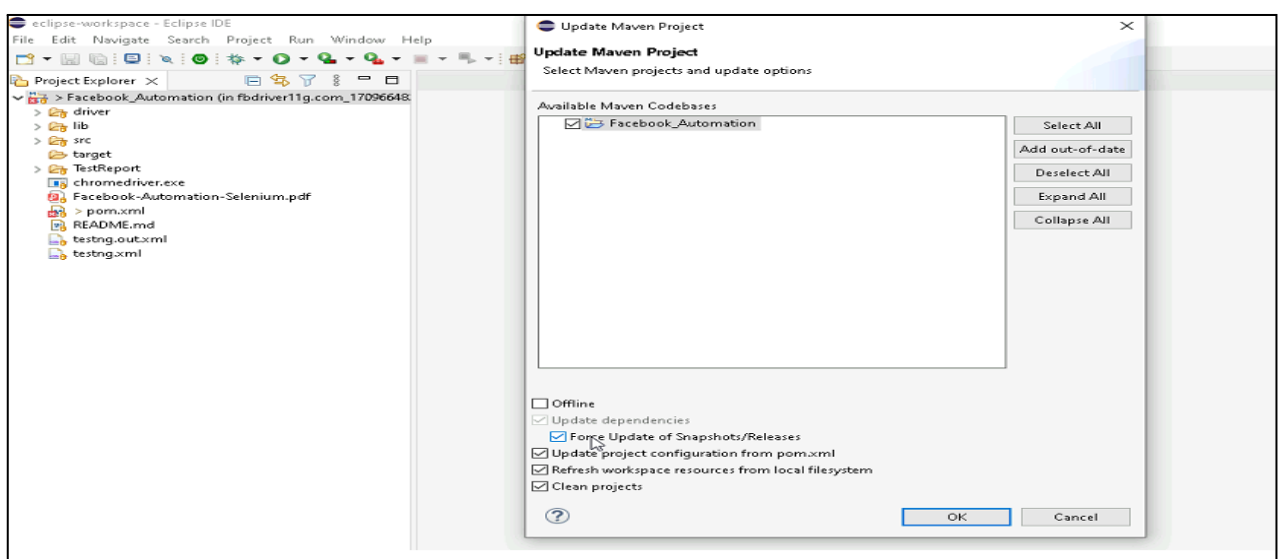 eclipse-workspace - Eclipse IDE
File Edit Navigate Search Project Run Window Help
Project Explorer
> Facebook_Automation (in fbdriver11g.com_17096648
driver
lib
src
target
TestReport
chromedriver.exe
Facebook-Automation-Selenium.pdf
> pom.xml
README.md
testng.out.xml
testng.xml
Update Maven Project
Update Maven Project
Select Maven projects and update options
Available Maven Codebases
Facebook_Automation
Select All
Add out-of-date
Deselect All
Expand All
Collapse All
Offline
Update dependencies
Force Update of Snapshots/Releases
Update project configuration from pom.xml
Refresh workspace resources from local filesystem
Clean projects
OK Cancel